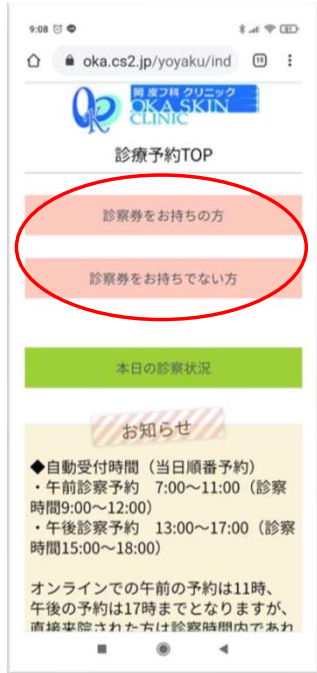 9:08
oka.cs2.jp/yoyaku/ind
岡皮フ科 クリニック
OKA SKIN
CLINIC
診療予約TOP
診察券をお持ちの方
診察券をお持ちでない方
本日の診察状況
お知らせ
◆自動受付時間（当日順番予約）
・午前診察予約 7:00～11:00（診察
時間9:00～12:00）
・午後診察予約 13:00～17:00（診察
時間15:00～18:00）
オンラインでの午前の予約は11時、
午後の予約は17時までとなりますが、
直接来院された方は診察時間内であれ